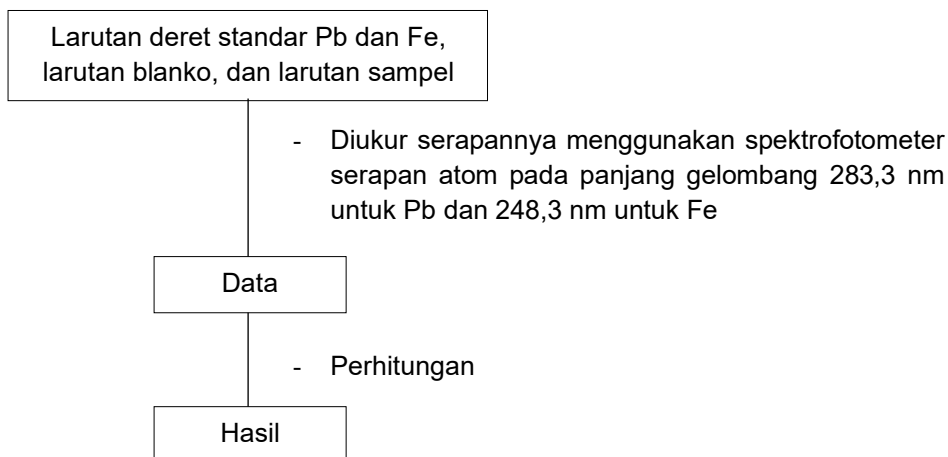 Larutan deret standar Pb dan Fe,
larutan blanko, dan larutan sampel
- Diukur serapannya menggunakan spektrofotometer
serapan atom pada panjang gelombang 283,3 nm
untuk Pb dan 248,3 nm untuk Fe
Data
- Perhitungan
Hasil